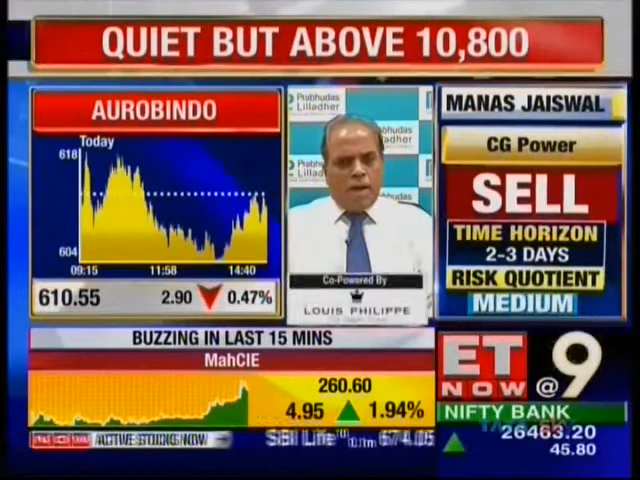 QUIET BUT ABOVE 10,800
AUROBINDO
Today
618
604
09:15 11:58 14:40
610.55 2.90 0.47%
Prabhudas
Lilladher
Prabhudas
Lilladher
Co-Powered By
LOUIS PHILIPPE
MANAS JAISWAL
CG Power
SELL
TIME HORIZON
2-3 DAYS
RISK QUOTIENT
MEDIUM
BUZZING IN LAST 15 MINS
MahCIE
260.60
4.95 1.94%
ET
NOW @9
NIFTY BANK
26463.20
45.80
ACTIVE STOCKS NOW
SBI Life